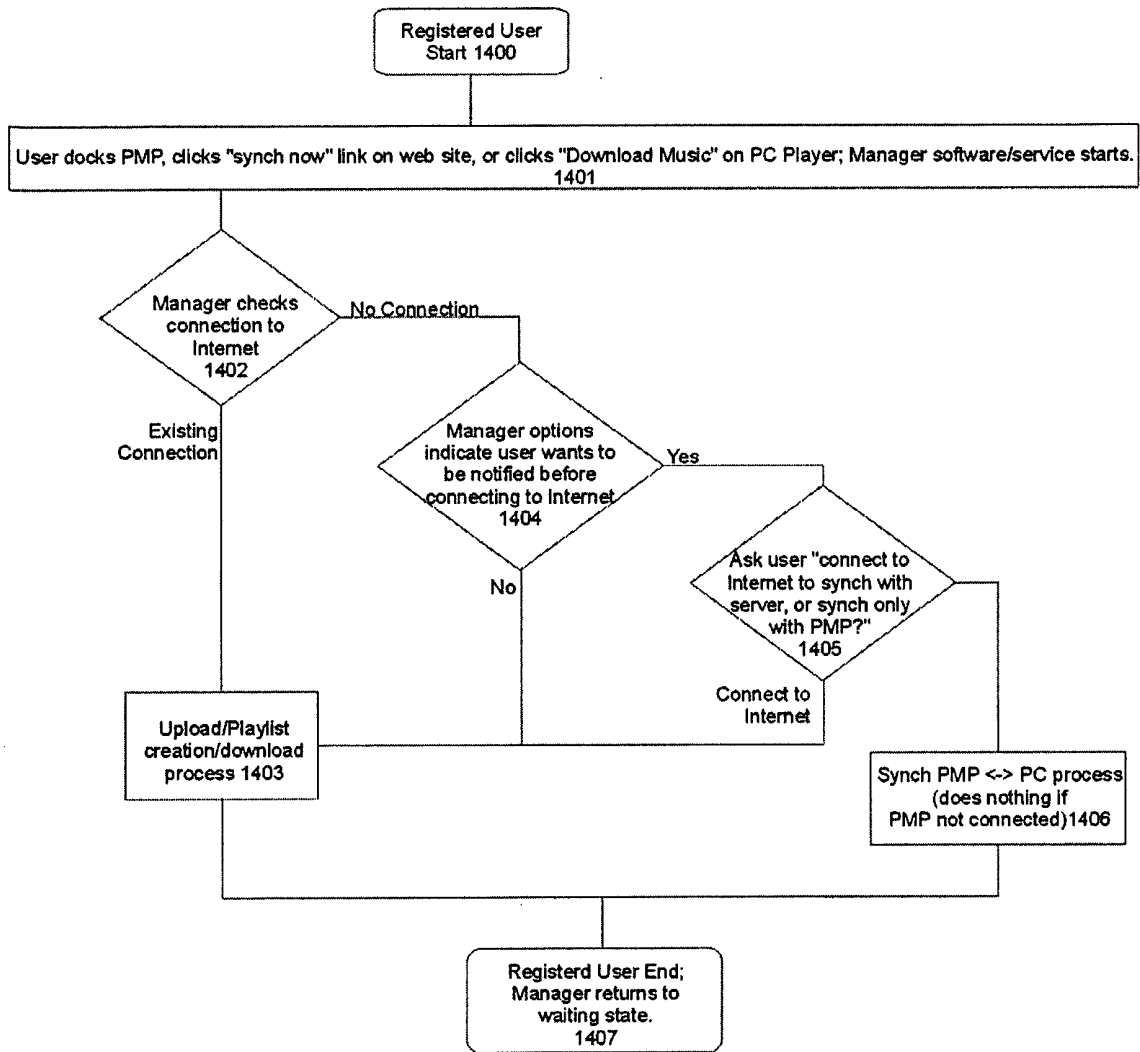 Registered User
Start 1400
User docks PMP, clicks "synch now" link on web site, or clicks "Download Music" on PC Player; Manager software/service starts.
1401
Manager checks
connection to
Internet
1402
No Connection
Existing
Connection
Manager options
indicate user wants to
be notified before
connecting to Internet
1404
Yes
No
Ask user "connect to
Internet to synch with
server, or synch only
with PMP?"
1405
Connect to
Internet
Upload/Playlist
creation/download
process 1403
Synch PMP <-> PC process
(does nothing if
PMP not connected)1406
Registerd User End;
Manager returns to
waiting state.
1407